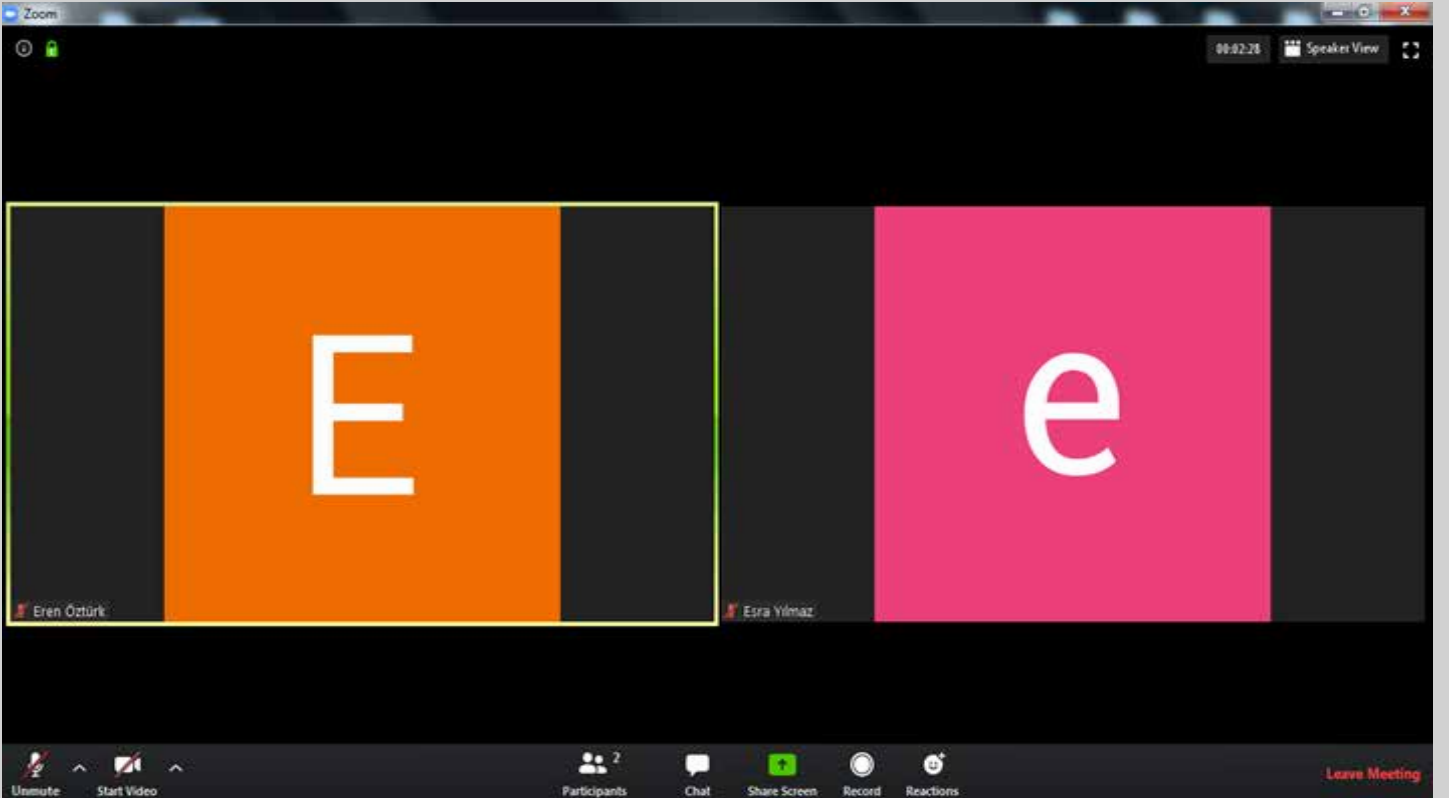 Zoom
00:02:28
Speaker View
E
e
Eren Öztürk
Esra Yılmaz
Unmute
Start Video
Participants
2
Chat
Share Screen
Record
Reactions
Leave Meeting